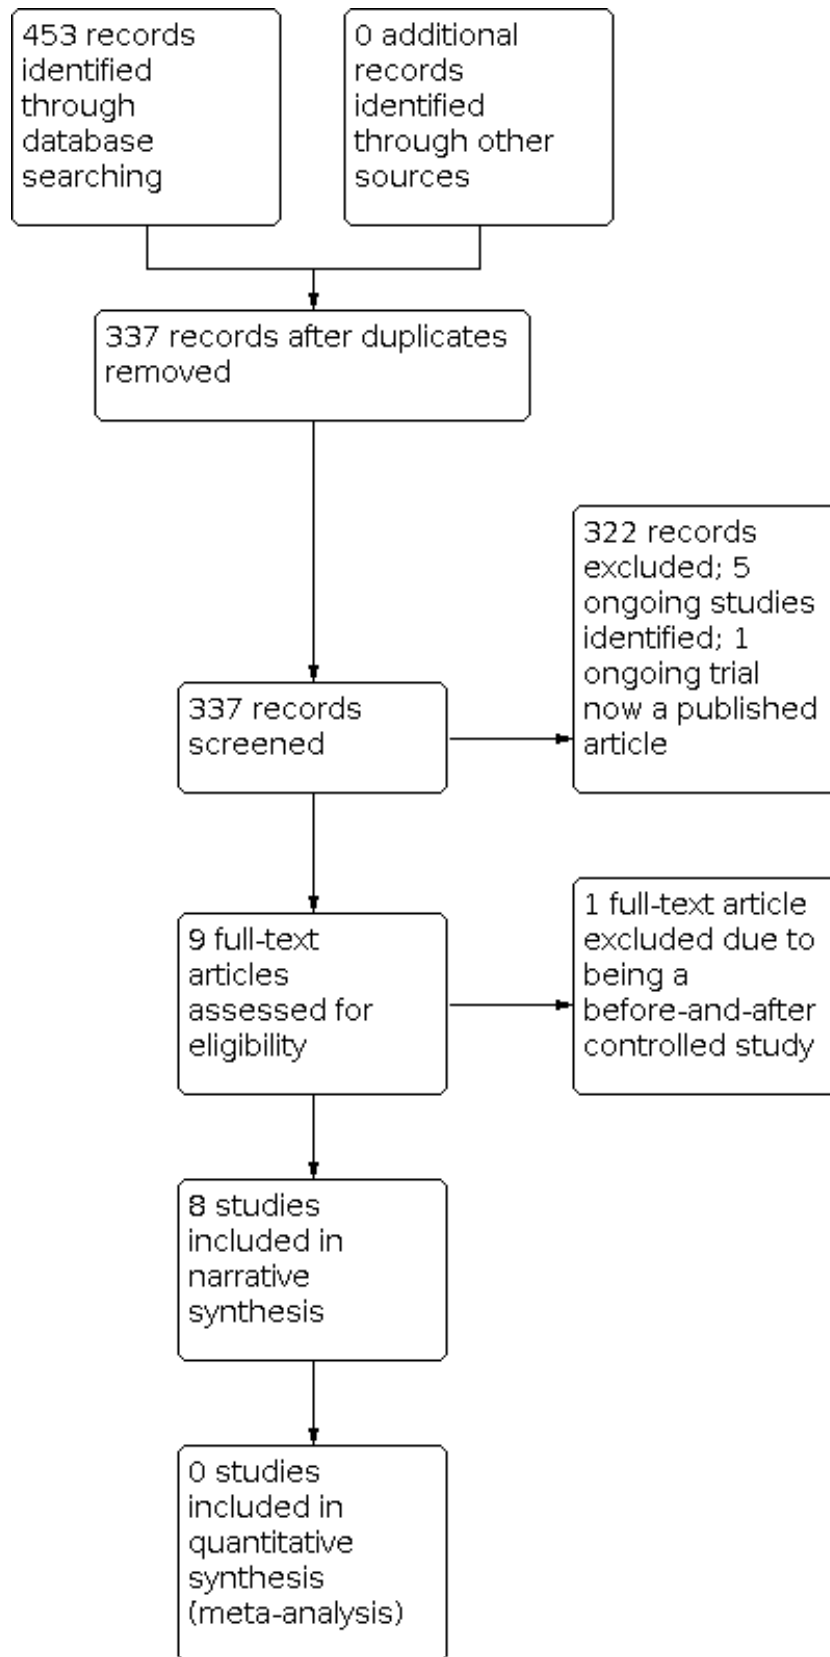 453 records
identified
through
database
searching
0 additional
records
identified
through other
sources
337 records after duplicates
removed
322 records
excluded; 5
ongoing studies
identified; 1
ongoing trial
now a published
article
337 records
screened
9 full-text
articles
assessed for
eligibility
1 full-text article
excluded due to
being a
before-and-after
controlled study
8 studies
included in
narrative
synthesis
0 studies
included in
quantitative
synthesis
(meta-analysis)